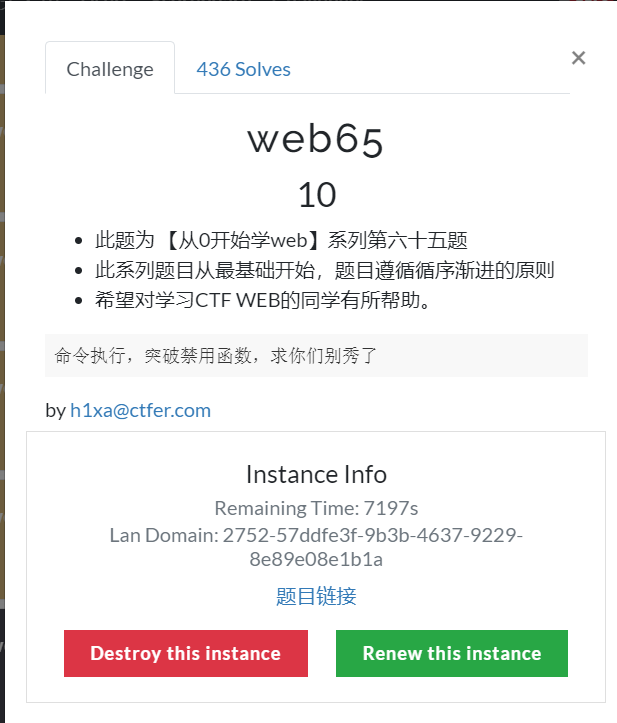 Challenge
436 Solves
×
web65
10
此题为 【从0开始学web】系列第六十五题
此系列题目从最基础开始，题目遵循循序渐进的原则
希望对学习CTF WEB的同学有所帮助。
命令执行，突破禁用函数，求你们别秀了
by h1xa@ctfer.com
Instance Info
Remaining Time: 7197s
Lan Domain: 2752-57ddfe3f-9b3b-4637-9229-
8e89e08e1b1a
题目链接
Destroy this instance
Renew this instance